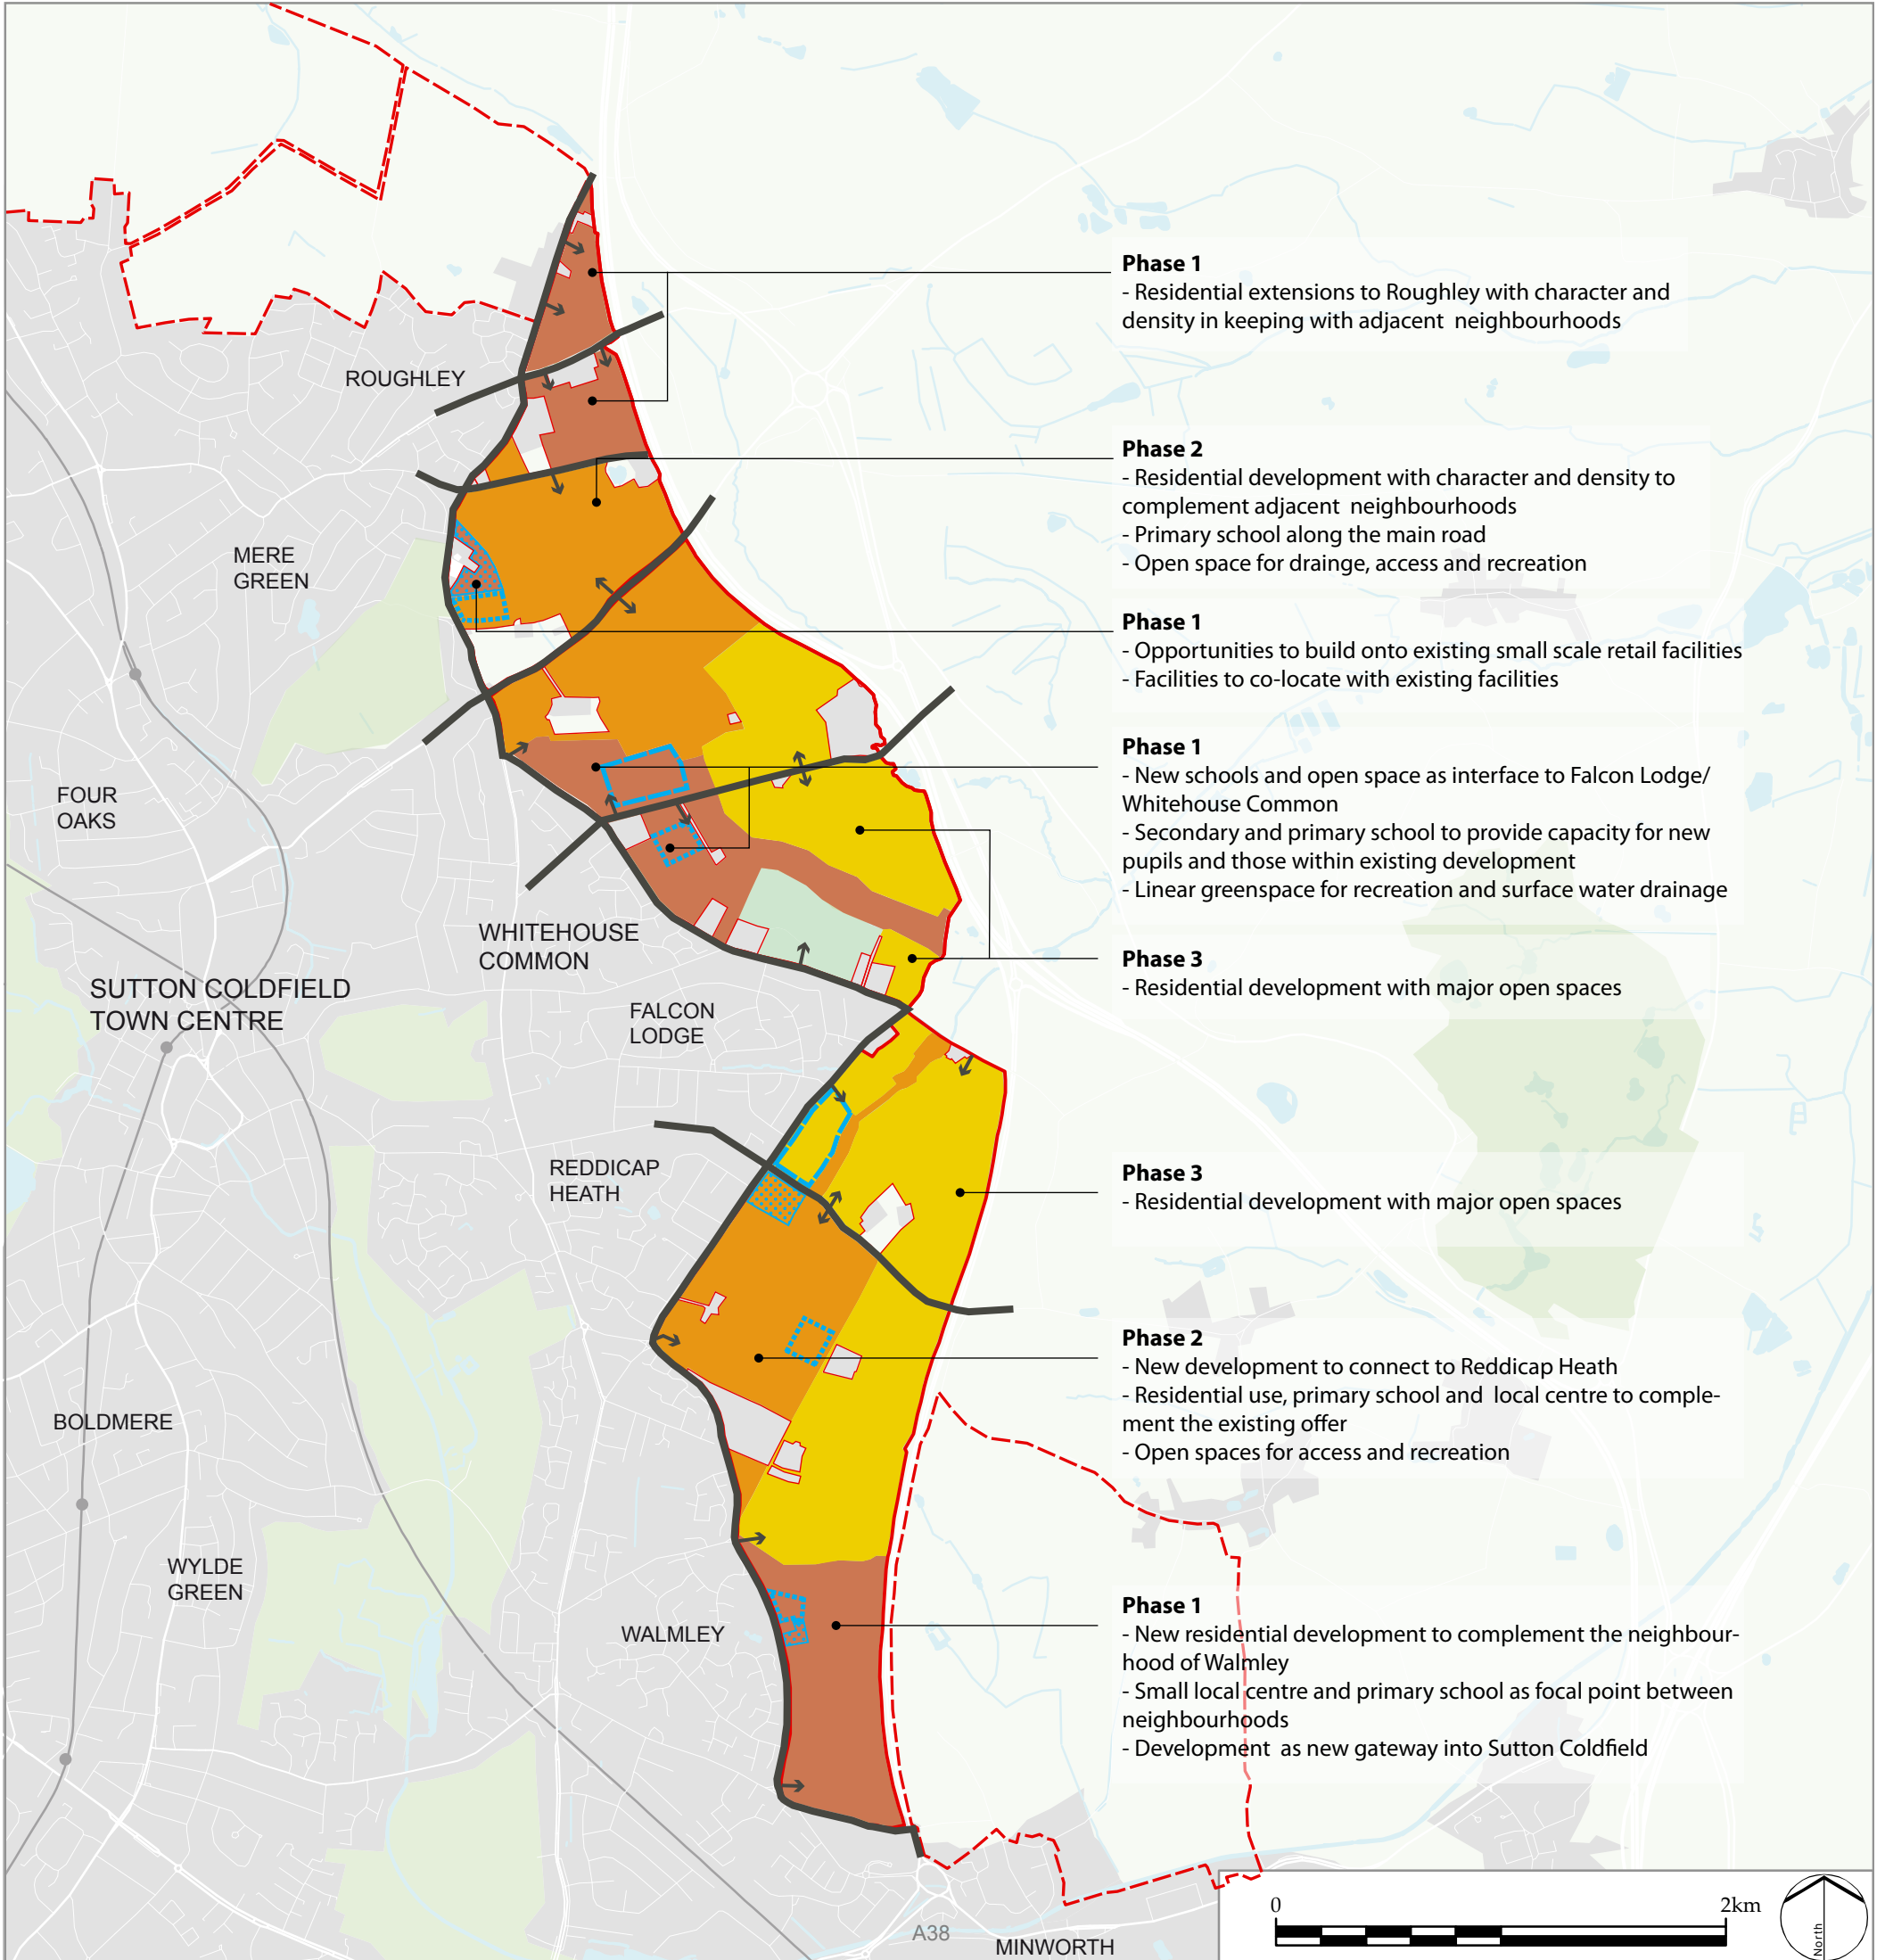 Phase 1
- Residential extensions to Roughley with character and
density in keeping with adjacent neighbourhoods
ROUGHLEY
Phase 2
- Residential development with character and density to
complement adjacent neighbourhoods
- Primary school along the main road
- Open space for drainge, access and recreation
MERE
GREEN
Phase 1
- Opportunities to build onto existing small scale retail facilities
- Facilities to co-locate with existing facilities
Phase 1
- New schools and open space as interface to Falcon Lodge/
Whitehouse Common
- Secondary and primary school to provide capacity for new
pupils and those within existing development
- Linear greenspace for recreation and surface water drainage
FOUR
OAKS
WHITEHOUSE
COMMON
Phase 3
- Residential development with major open spaces
SUTTON COLDFIELD
TOWN CENTRE
FALCON
LODGE
REDDICAP
HEATH
Phase 3
- Residential development with major open spaces
Phase 2
- New development to connect to Reddicap Heath
- Residential use, primary school and local centre to comple-
ment the existing offer
- Open spaces for access and recreation
BOLDMERE
WYLDE
GREEN
WALMLEY
Phase 1
- New residential development to complement the neighbour-
hood of Walmley
- Small local centre and primary school as focal point between
neighbourhoods
- Development as new gateway into Sutton Coldfield
A38
MINWORTH
0
2km
North